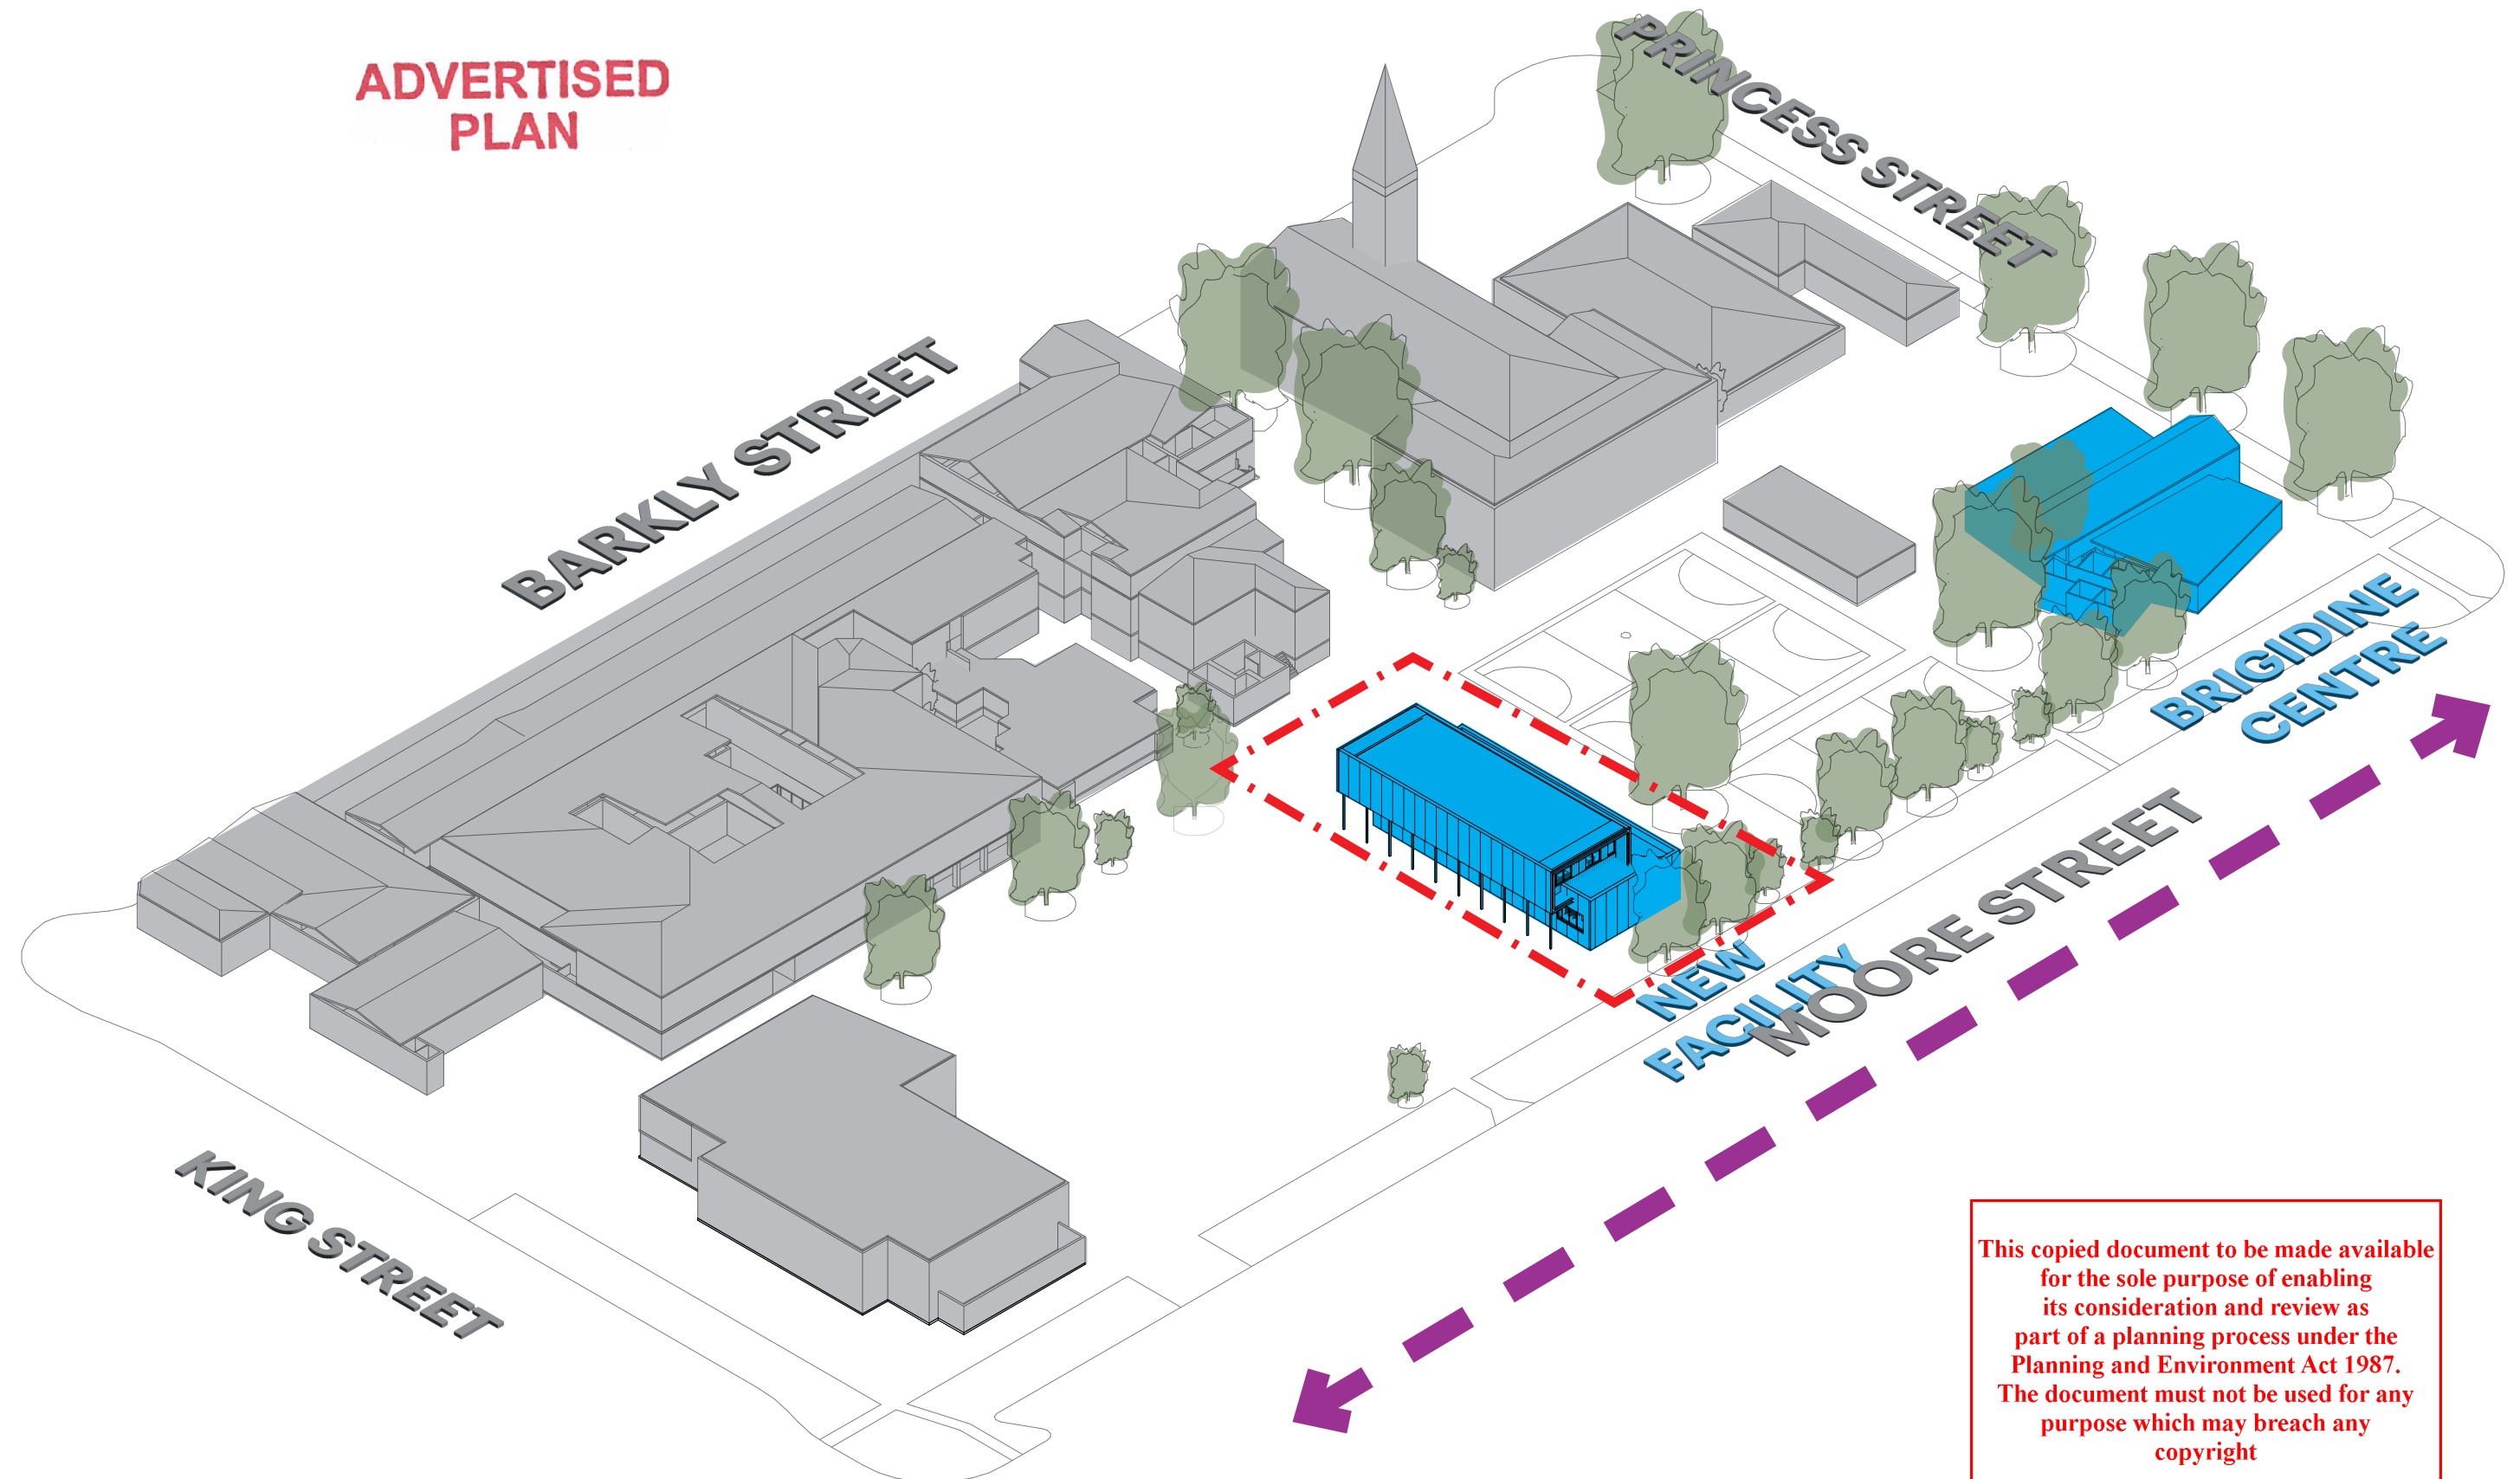 ADVERTISED
PLAN
PRINCESS STREET
BARKLY STREET
BRIGIDINE
CENTRE
NEW
FACILITY
MOORE STREET
KING STREET
This copied document to be made available
for the sole purpose of enabling
its consideration and review as
part of a planning process under the
Planning and Environment Act 1987.
The document must not be used for any
purpose which may breach any
copyright